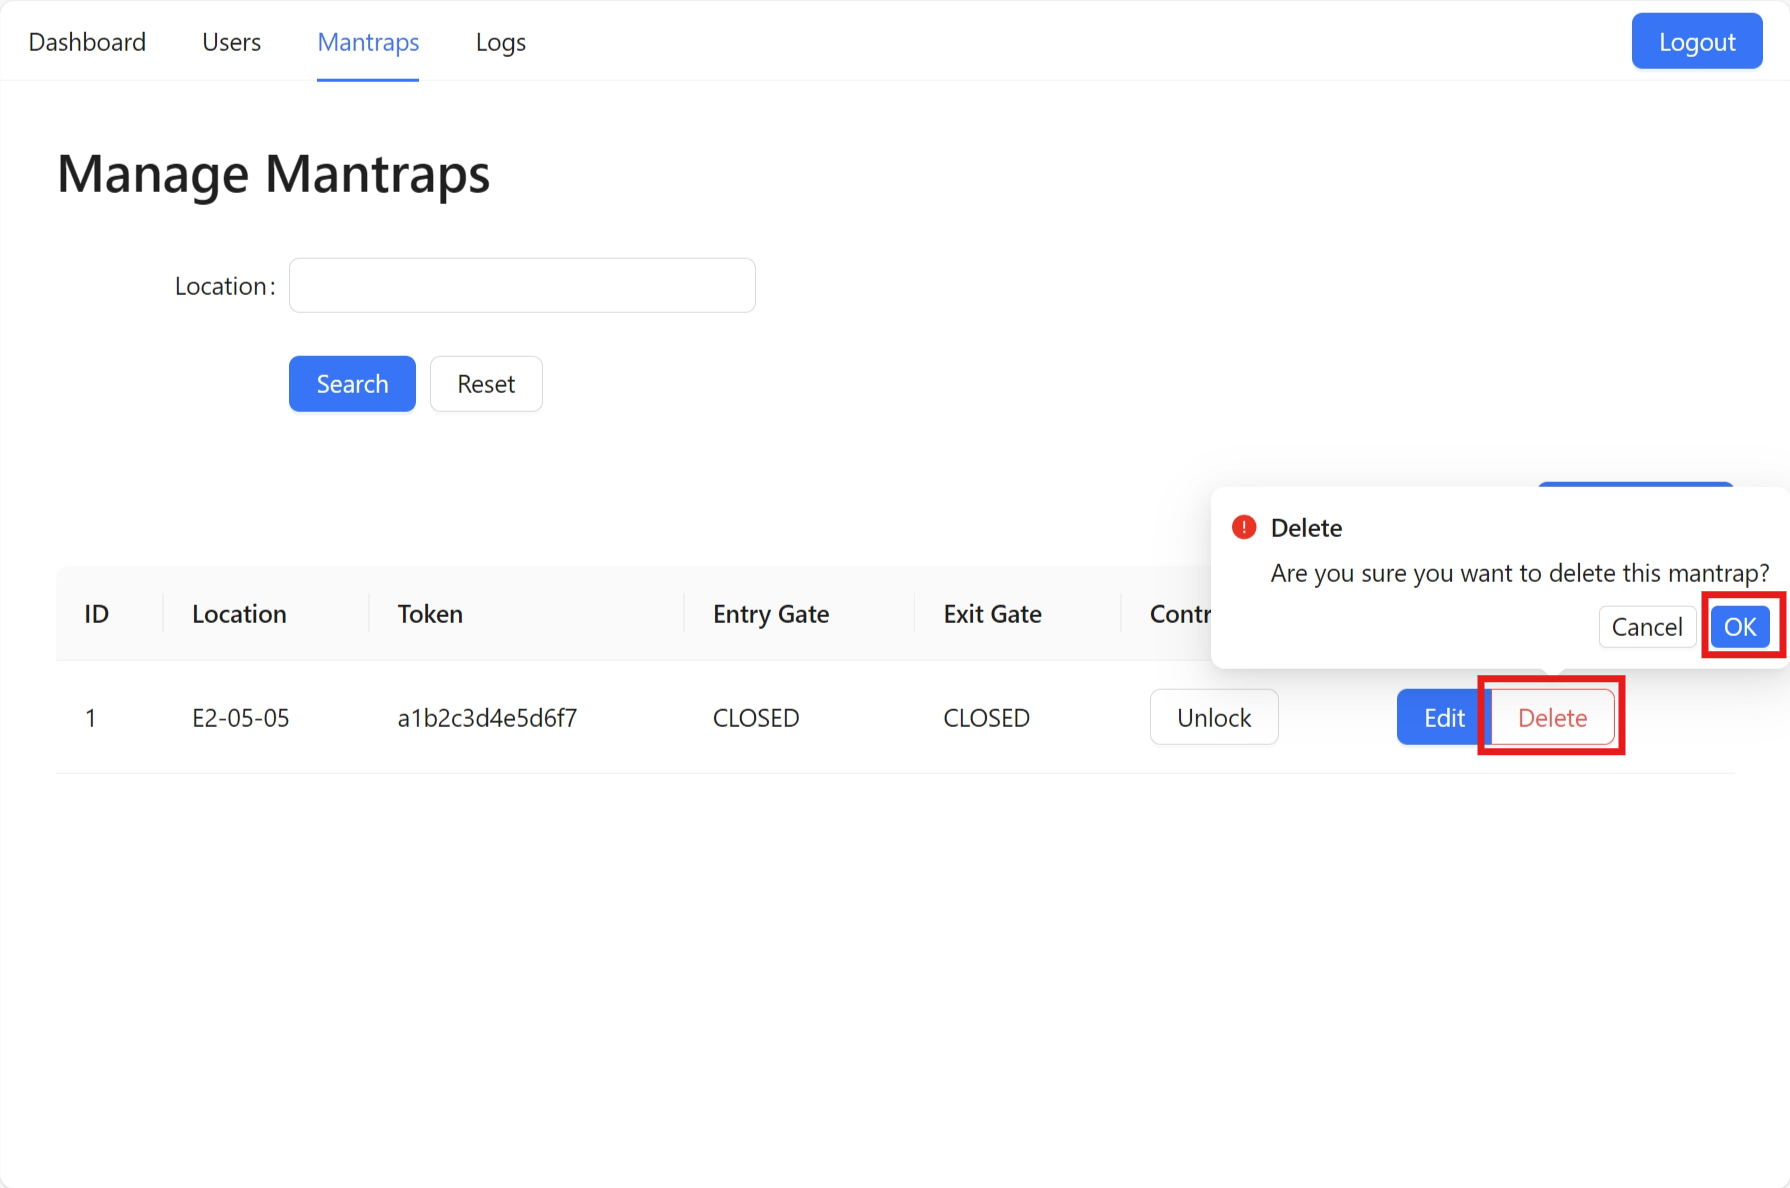 Dashboard Users Mantraps Logs Logout
Manage Mantraps
Location:
Search Reset
! Delete
Are you sure you want to delete this mantrap?
Cancel OK
ID Location Token Entry Gate Exit Gate Contr
1 E2-05-05 a1b2c3d4e5d6f7 CLOSED CLOSED Unlock Edit Delete